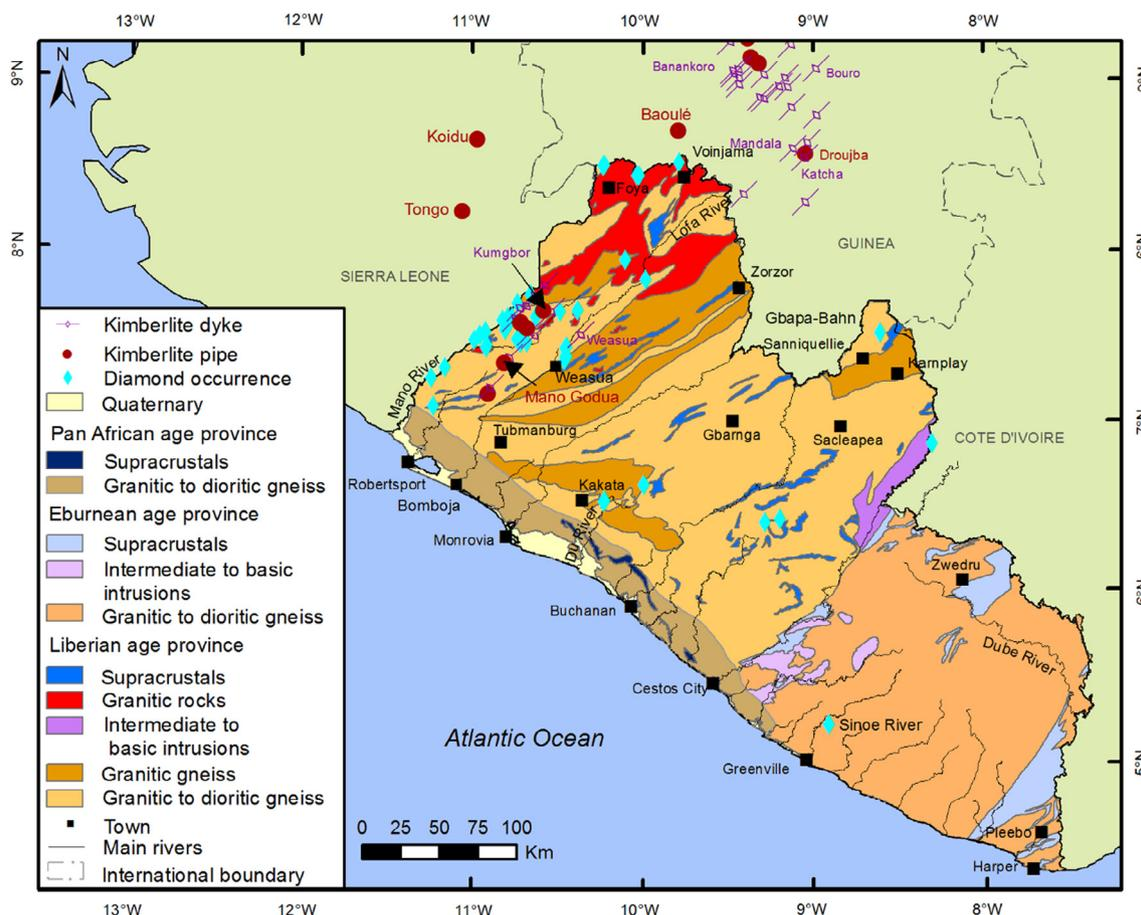 13°W 12°W 11°W 10°W 9°W 8°W
N
9°N
9°N
Banankoro
Bouro
Baoulé
Koidu
Mandala
Droujba
Voinjama
Katcha
Foya
Tongo
Lofa River
8°N
8°N
Kumgbor
GUINEA
SIERRA LEONE
Zorzor
Gbapa-Bahn
Sanniquellie
Weasua
Kamplay
Mano River
Weasua
Mano Godua
7°N
Tubmanburg
Gbarnga
Sacleapea
COTE D'IVOIRE
Robertsport
Kakata
Bomboja
Monrovia
Du River
Zwedru
6°N
Buchanan
Dube River
Cestos City
Sinoe River
Atlantic Ocean
Greenville
5°N
Pleebo
Harper
0 25 50 75 100
Km
Kimberlite dyke
Kimberlite pipe
Diamond occurrence
Quaternary
Pan African age province
Supracrustals
Granitic to dioritic gneiss
Eburnean age province
Supracrustals
Intermediate to basic
intrusions
Granitic to dioritic gneiss
Liberian age province
Supracrustals
Granitic rocks
Intermediate to
basic intrusions
Granitic gneiss
Granitic to dioritic gneiss
Town
Main rivers
International boundary
13°W 12°W 11°W 10°W 9°W 8°W